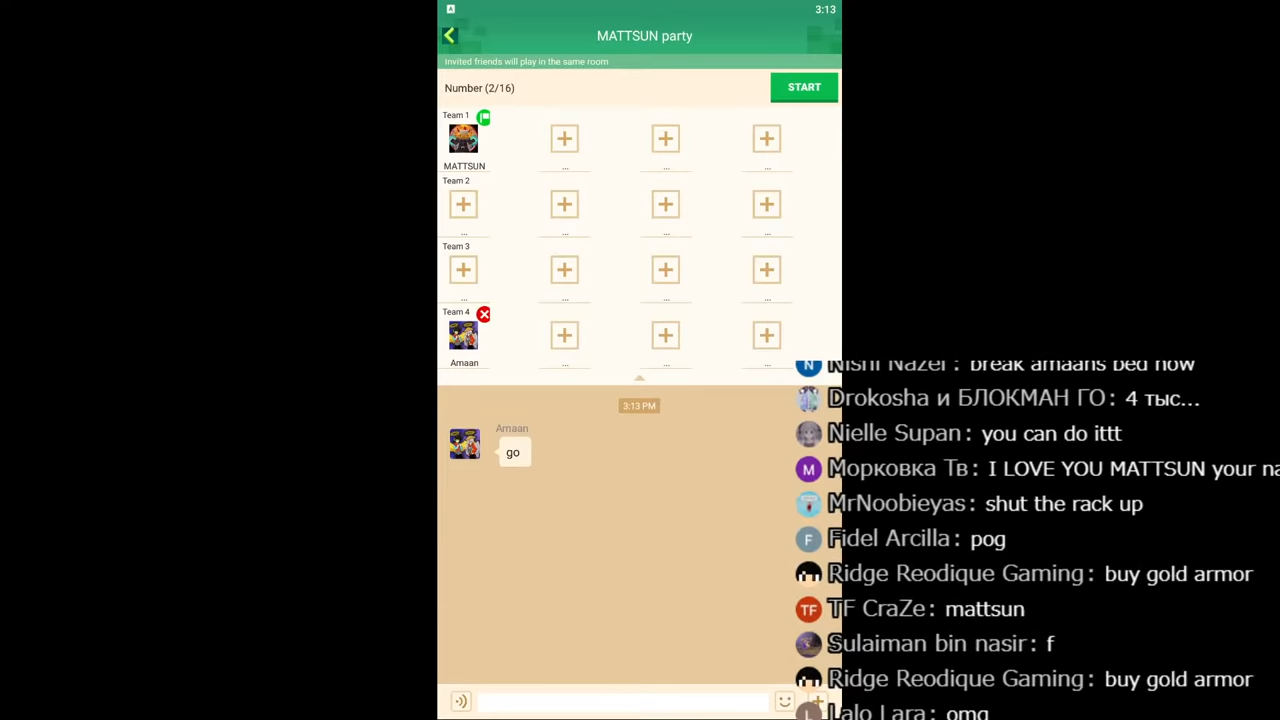 A 3:13
MATTSUN party
Invited friends will play in the same room
Number (2/16) START
Team 1
MATTSUN ... ... ...
Team 2
... ... ... ...
Team 3
... ... ... ...
Team 4
Amaan ... ... ...
3:13 PM
Amaan
go
N Nishi Nazer: break amaans bed now
Drokosha и БЛОКМАН ГО: 4 тыс...
Nielle Supan: you can do ittt
M Морковка Тв: I LOVE YOU MATTSUN your na
MrNoobieyas: shut the rack up
F Fidel Arcilla: pog
Ridge Reodique Gaming: buy gold armor
TF TF CraZe: mattsun
Sulaiman bin nasir: f
Ridge Reodique Gaming: buy gold armor
L Lalo Lara: omg